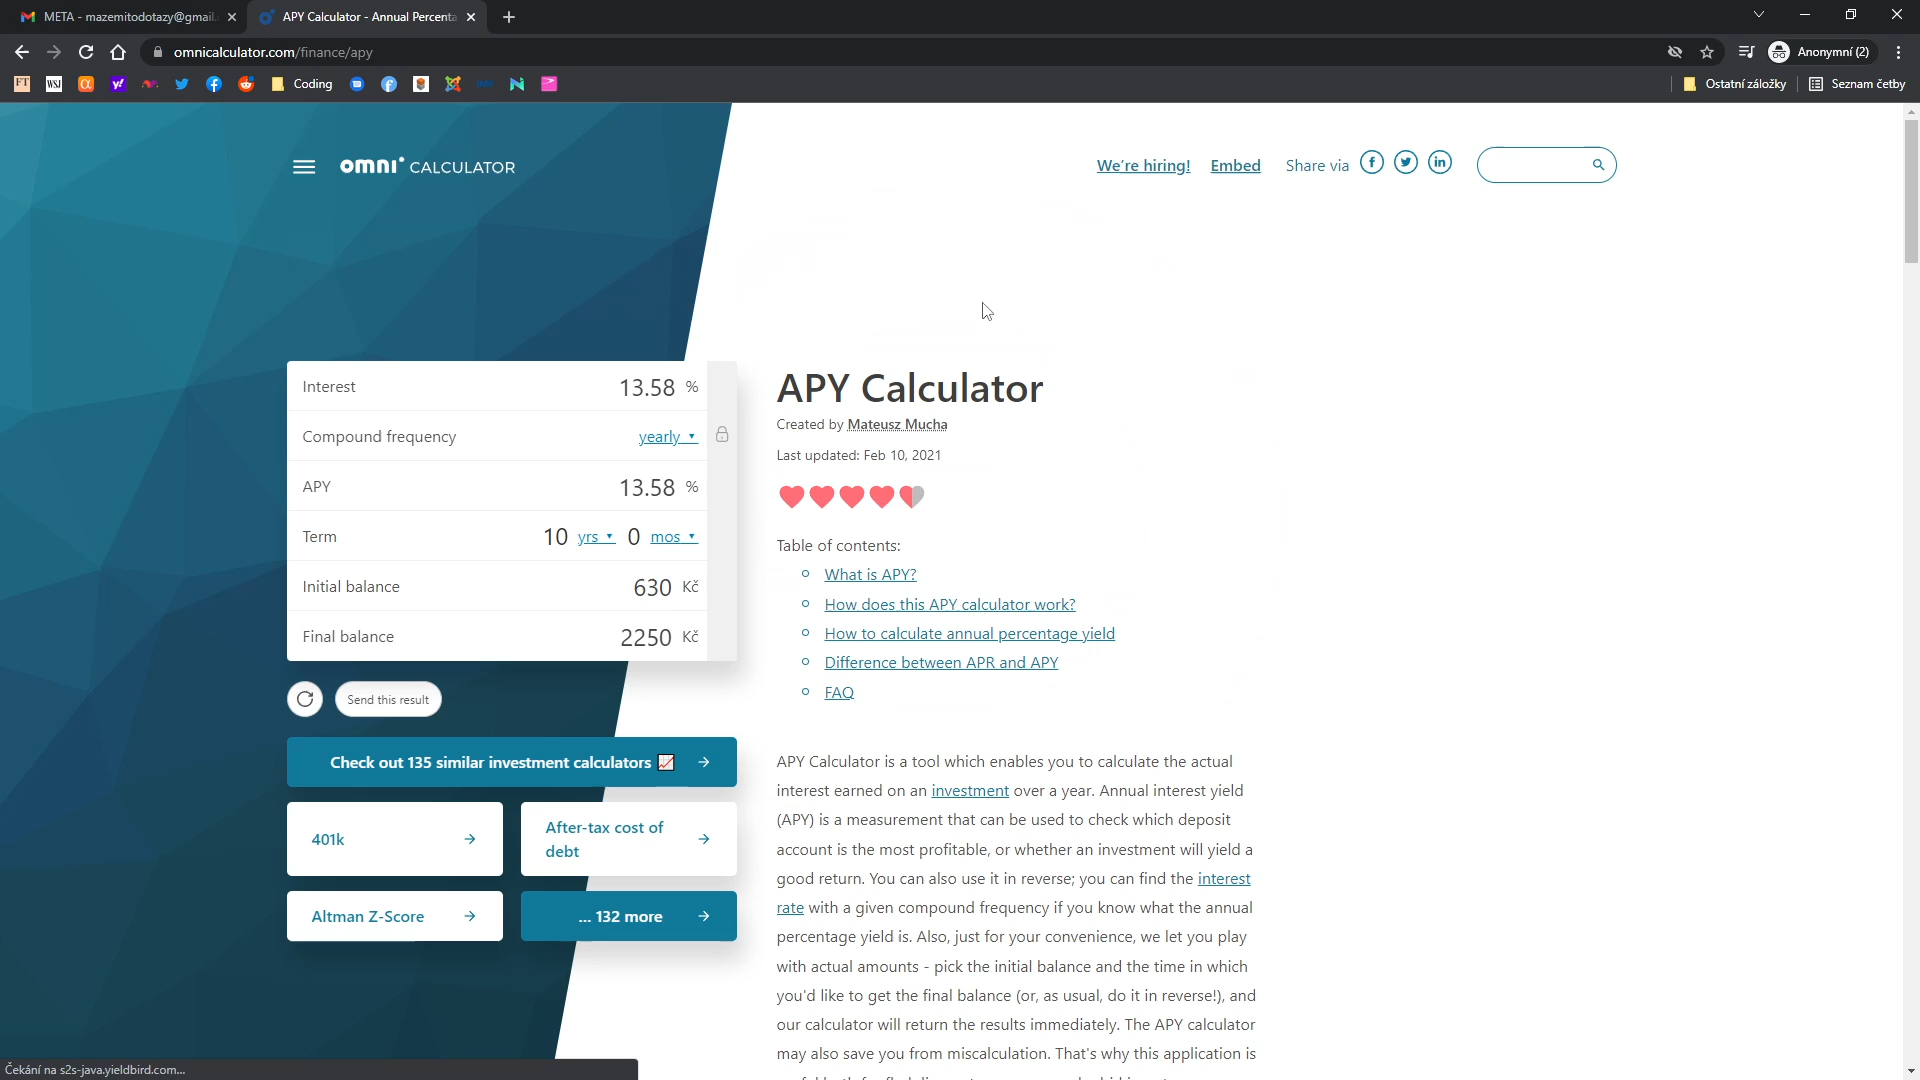 META - mazemitodotazy@gmail.
APY Calculator - Annual Percenta
omnicalculator.com/finance/apy
Anonymní (2)
FT
WSJ
Coding
Ostatní záložky
Seznam četby
omni CALCULATOR
We're hiring!
Embed
Share via
Interest 13.58 %
Compound frequency yearly
APY 13.58 %
Term 10 yrs 0 mos
Initial balance 630 Kč
Final balance 2250 Kč
Send this result
Check out 135 similar investment calculators
401k
After-tax cost of
debt
Altman Z-Score
... 132 more
APY Calculator
Created by Mateusz Mucha
Last updated: Feb 10, 2021
Table of contents:
What is APY?
How does this APY calculator work?
How to calculate annual percentage yield
Difference between APR and APY
FAQ
APY Calculator is a tool which enables you to calculate the actual
interest earned on an investment over a year. Annual interest yield
(APY) is a measurement that can be used to check which deposit
account is the most profitable, or whether an investment will yield a
good return. You can also use it in reverse; you can find the interest
rate with a given compound frequency if you know what the annual
percentage yield is. Also, just for your convenience, we let you play
with actual amounts - pick the initial balance and the time in which
you'd like to get the final balance (or, as usual, do it in reverse!), and
our calculator will return the results immediately. The APY calculator
may also save you from miscalculation. That's why this application is
Čekání na s2s-java.yieldbird.com...